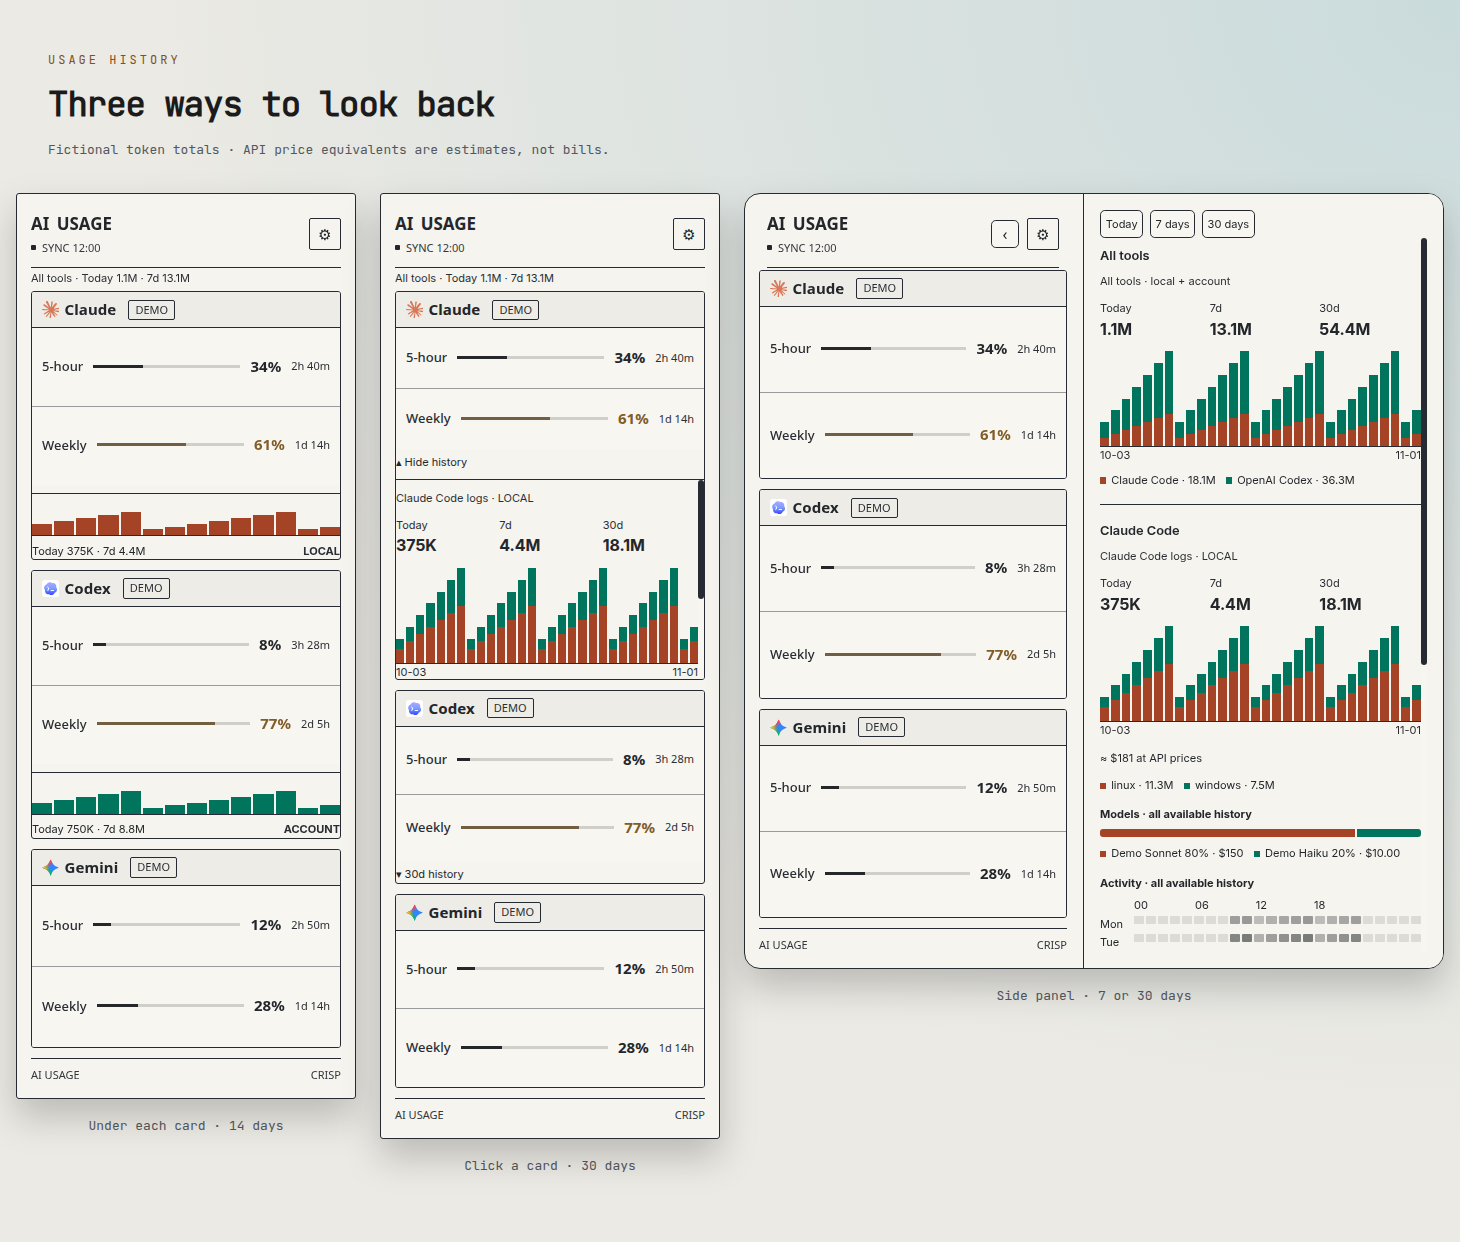 USAGE HISTORY
Three ways to look back
Fictional token totals · API price equivalents are estimates, not bills.
AI USAGE
SYNC 12:00
⚙
All tools · Today 1.1M · 7d 13.1M
Claude DEMO
5-hour 34% 2h 40m
Weekly 61% 1d 14h
Today 375K · 7d 4.4M LOCAL
Codex DEMO
5-hour 8% 3h 28m
Weekly 77% 2d 5h
Today 750K · 7d 8.8M ACCOUNT
Gemini DEMO
5-hour 12% 2h 50m
Weekly 28% 1d 14h
AI USAGE CRISP
Under each card · 14 days
AI USAGE
SYNC 12:00
⚙
All tools · Today 1.1M · 7d 13.1M
Claude DEMO
5-hour 34% 2h 40m
Weekly 61% 1d 14h
▴ Hide history
Claude Code logs · LOCAL
Today 7d 30d
375K 4.4M 18.1M
10-03 11-01
Codex DEMO
5-hour 8% 3h 28m
Weekly 77% 2d 5h
▾ 30d history
Gemini DEMO
5-hour 12% 2h 50m
Weekly 28% 1d 14h
AI USAGE CRISP
Click a card · 30 days
AI USAGE
SYNC 12:00
‹ ⚙
Claude DEMO
5-hour 34% 2h 40m
Weekly 61% 1d 14h
Codex DEMO
5-hour 8% 3h 28m
Weekly 77% 2d 5h
Gemini DEMO
5-hour 12% 2h 50m
Weekly 28% 1d 14h
AI USAGE CRISP
Today 7 days 30 days
All tools
All tools · local + account
Today 7d 30d
1.1M 13.1M 54.4M
10-03 11-01
Claude Code · 18.1M OpenAI Codex · 36.3M
Claude Code
Claude Code logs · LOCAL
Today 7d 30d
375K 4.4M 18.1M
10-03 11-01
≈ $181 at API prices
linux · 11.3M windows · 7.5M
Models · all available history
Demo Sonnet 80% · $150 Demo Haiku 20% · $10.00
Activity · all available history
00 06 12 18
Mon
Tue
Side panel · 7 or 30 days